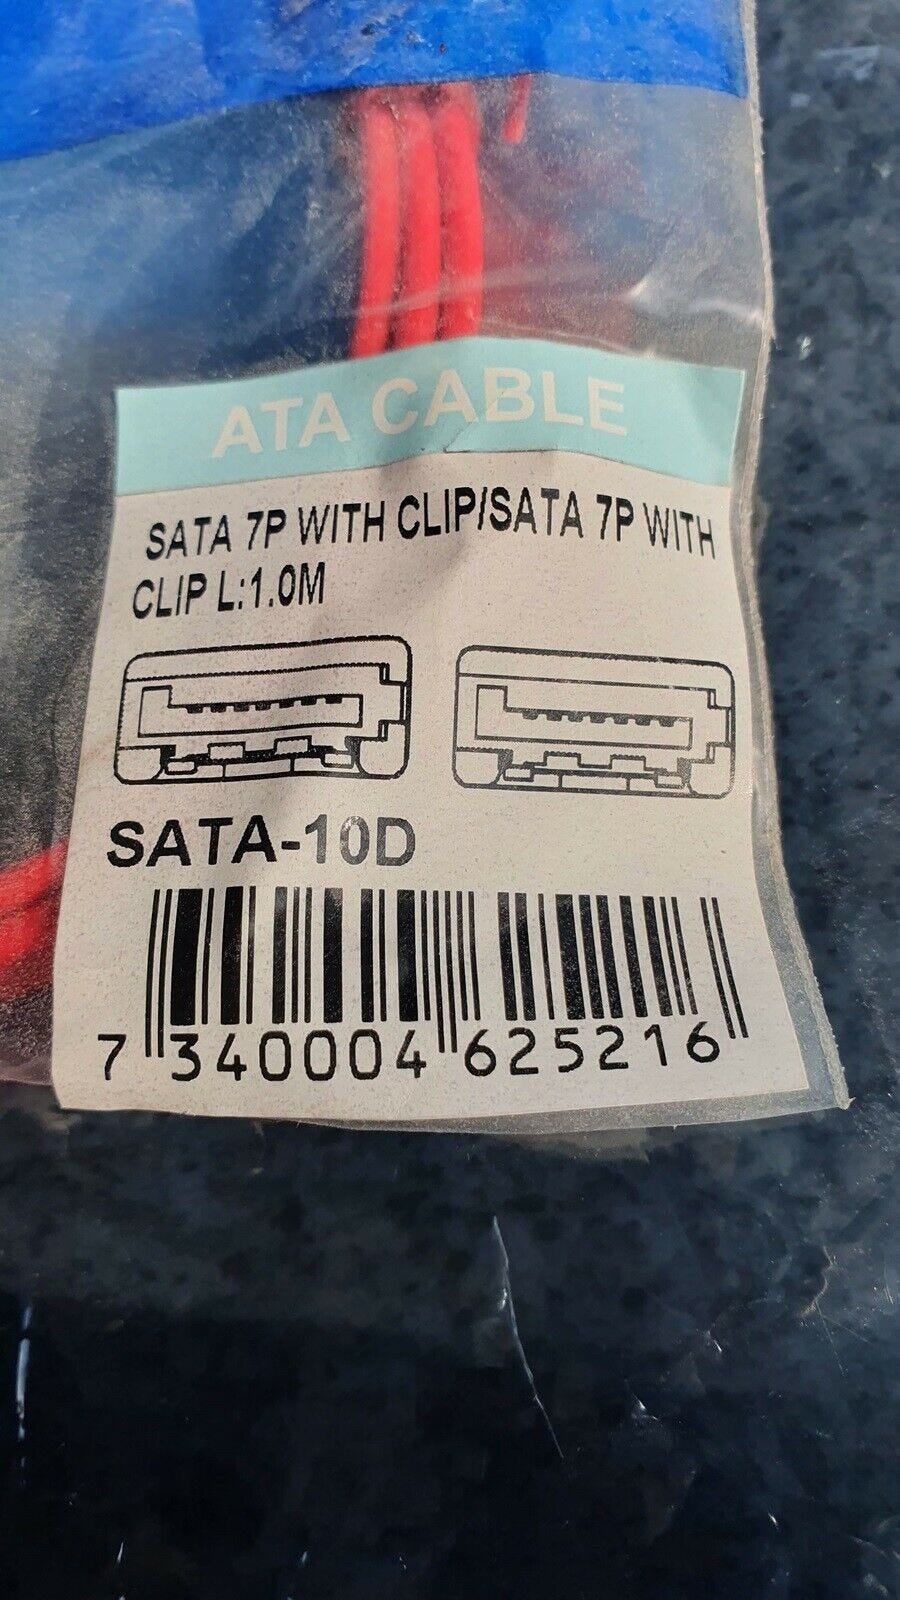 ATA CABLE
SATA 7P WITH CLIP/SATA 7P WITH
CLIP L:1.0M
SATA-10D
7 340004 625216